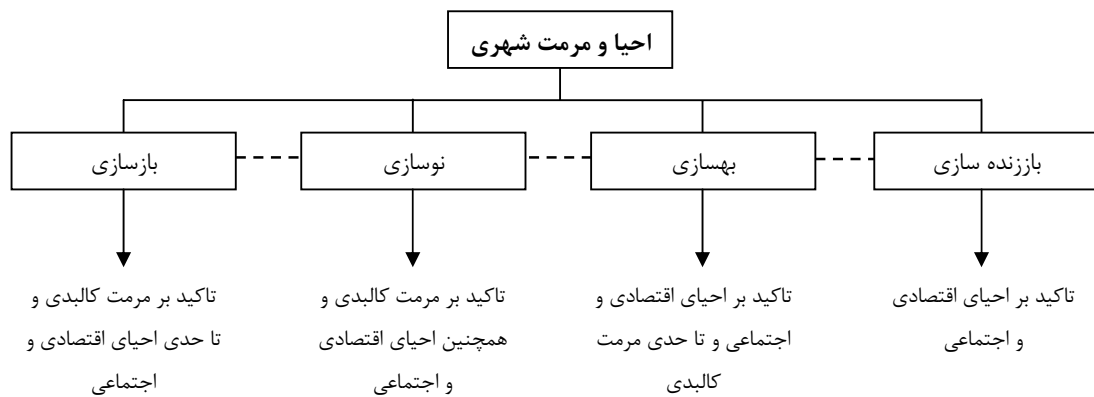 احیا و مرمت شهری
باززنده سازی
بهسازی
نوسازی
بازسازی
تاکید بر احیای اقتصادی
و اجتماعی
تاکید بر احیای اقتصادی و
اجتماعی و تا حدی مرمت
کالبدی
تاکید بر مرمت کالبدی و
همچنین احیای اقتصادی
و اجتماعی
تاکید بر مرمت کالبدی و
تا حدی احیای اقتصادی و
اجتماعی